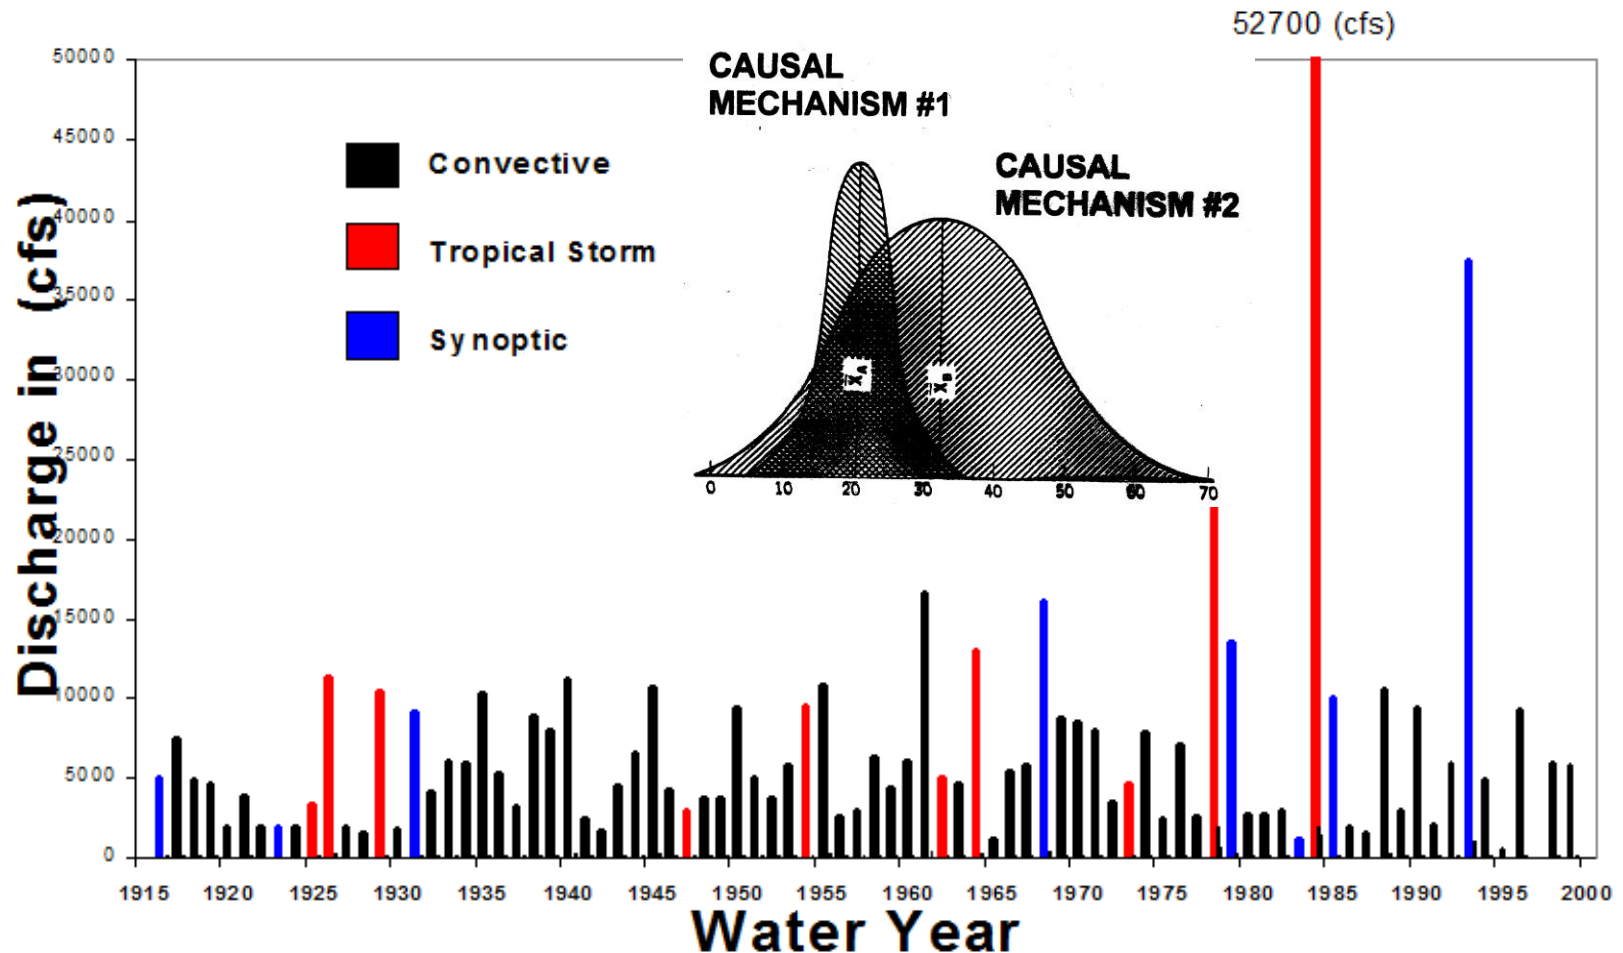 52700 (cfs)
CAUSAL
MECHANISM #1
CAUSAL
MECHANISM #2
Convective
Tropical Storm
Synoptic
X̄A
X̄B
0 10 20 30 40 50 60 70
Discharge in (cfs)
50000
45000
40000
35000
30000
25000
20000
15000
10000
5000
0
1915 1920 1925 1930 1935 1940 1945 1950 1955 1960 1965 1970 1975 1980 1985 1990 1995 2000
Water Year